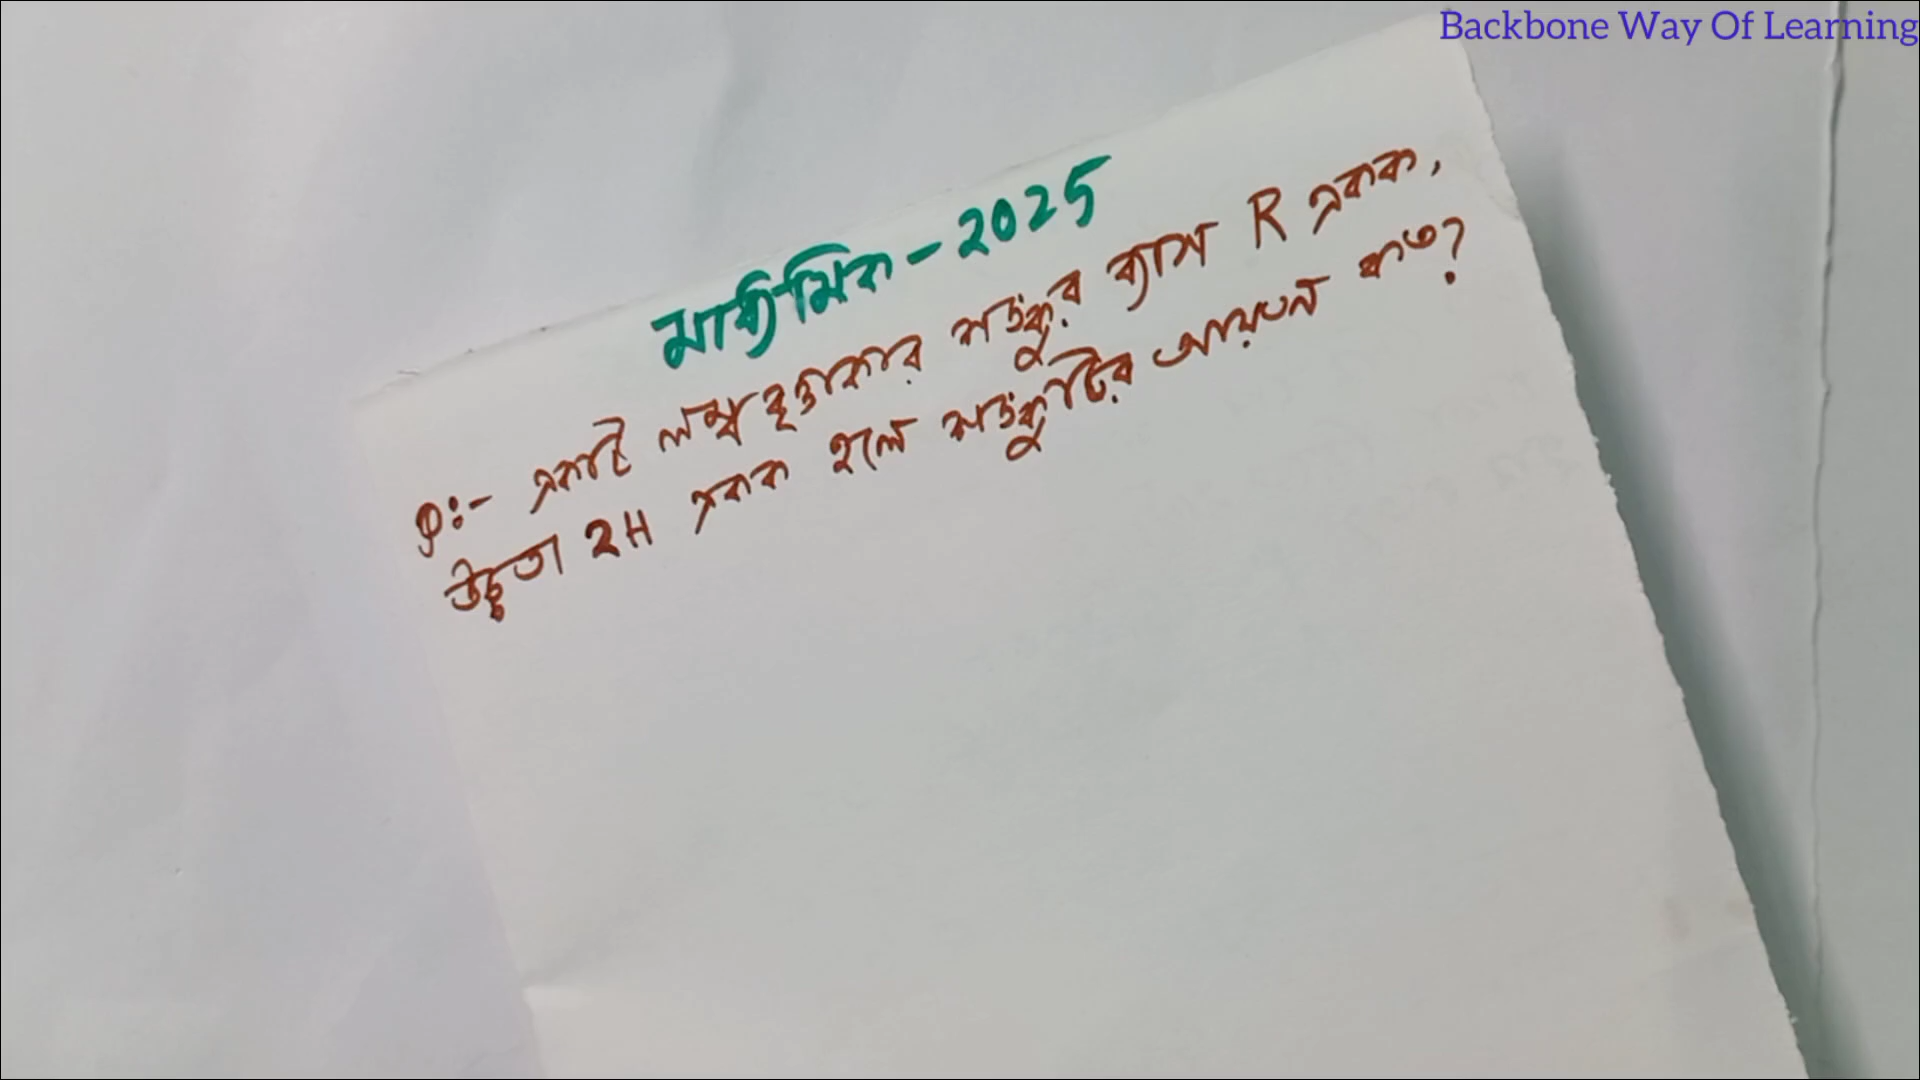 Backbone Way Of Learning
মাধ্যমিক - 2025
Q:- একটি লম্ব বৃত্তাকার শঙ্কুর ব্যাস R একক,
উচ্চতা 2H একক হলে শঙ্কুটির আয়তন কত?